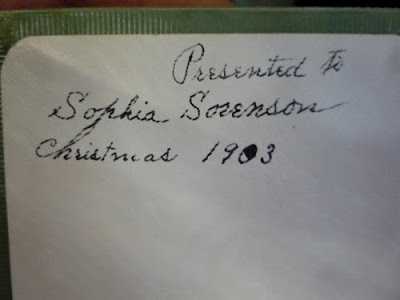 Presented to
Sophia Sorenson
Christmas 1903